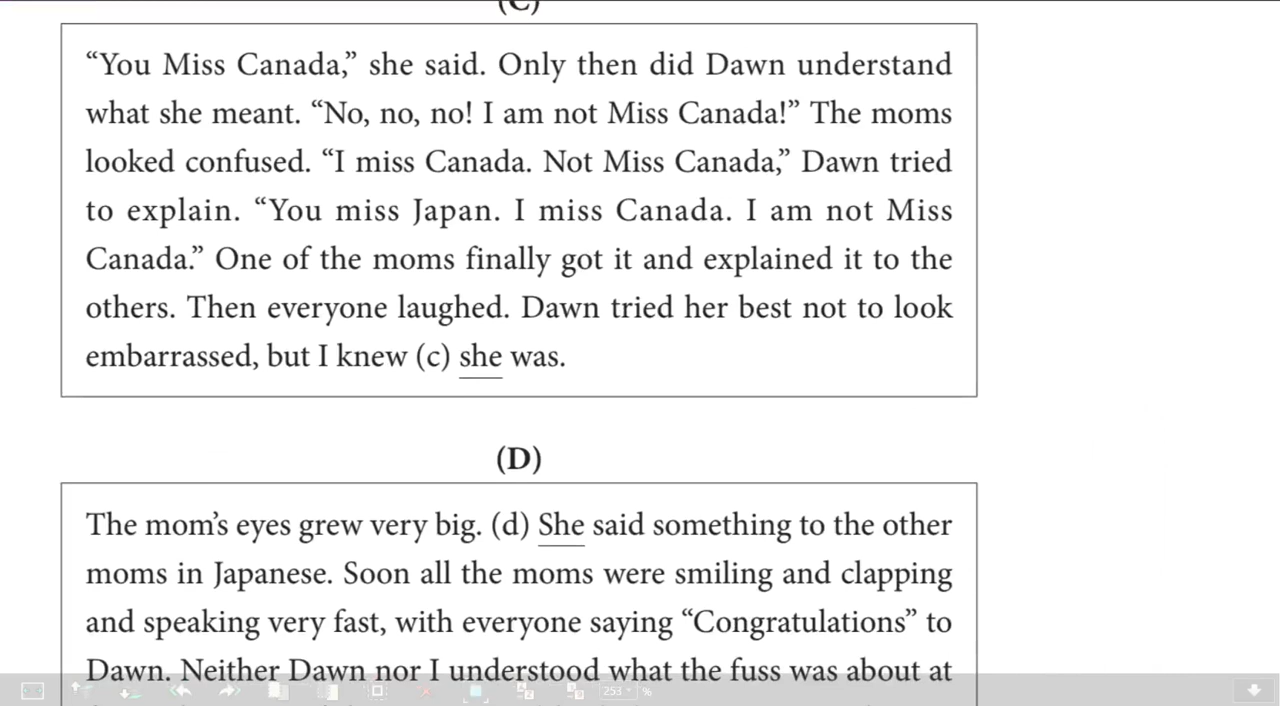 (C)
“You Miss Canada,” she said. Only then did Dawn understand
what she meant. “No, no, no! I am not Miss Canada!” The moms
looked confused. “I miss Canada. Not Miss Canada,” Dawn tried
to explain. “You miss Japan. I miss Canada. I am not Miss
Canada.” One of the moms finally got it and explained it to the
others. Then everyone laughed. Dawn tried her best not to look
embarrassed, but I knew (c) she was.
(D)
The mom’s eyes grew very big. (d) She said something to the other
moms in Japanese. Soon all the moms were smiling and clapping
and speaking very fast, with everyone saying “Congratulations” to
Dawn. Neither Dawn nor I understood what the fuss was about at
253 %